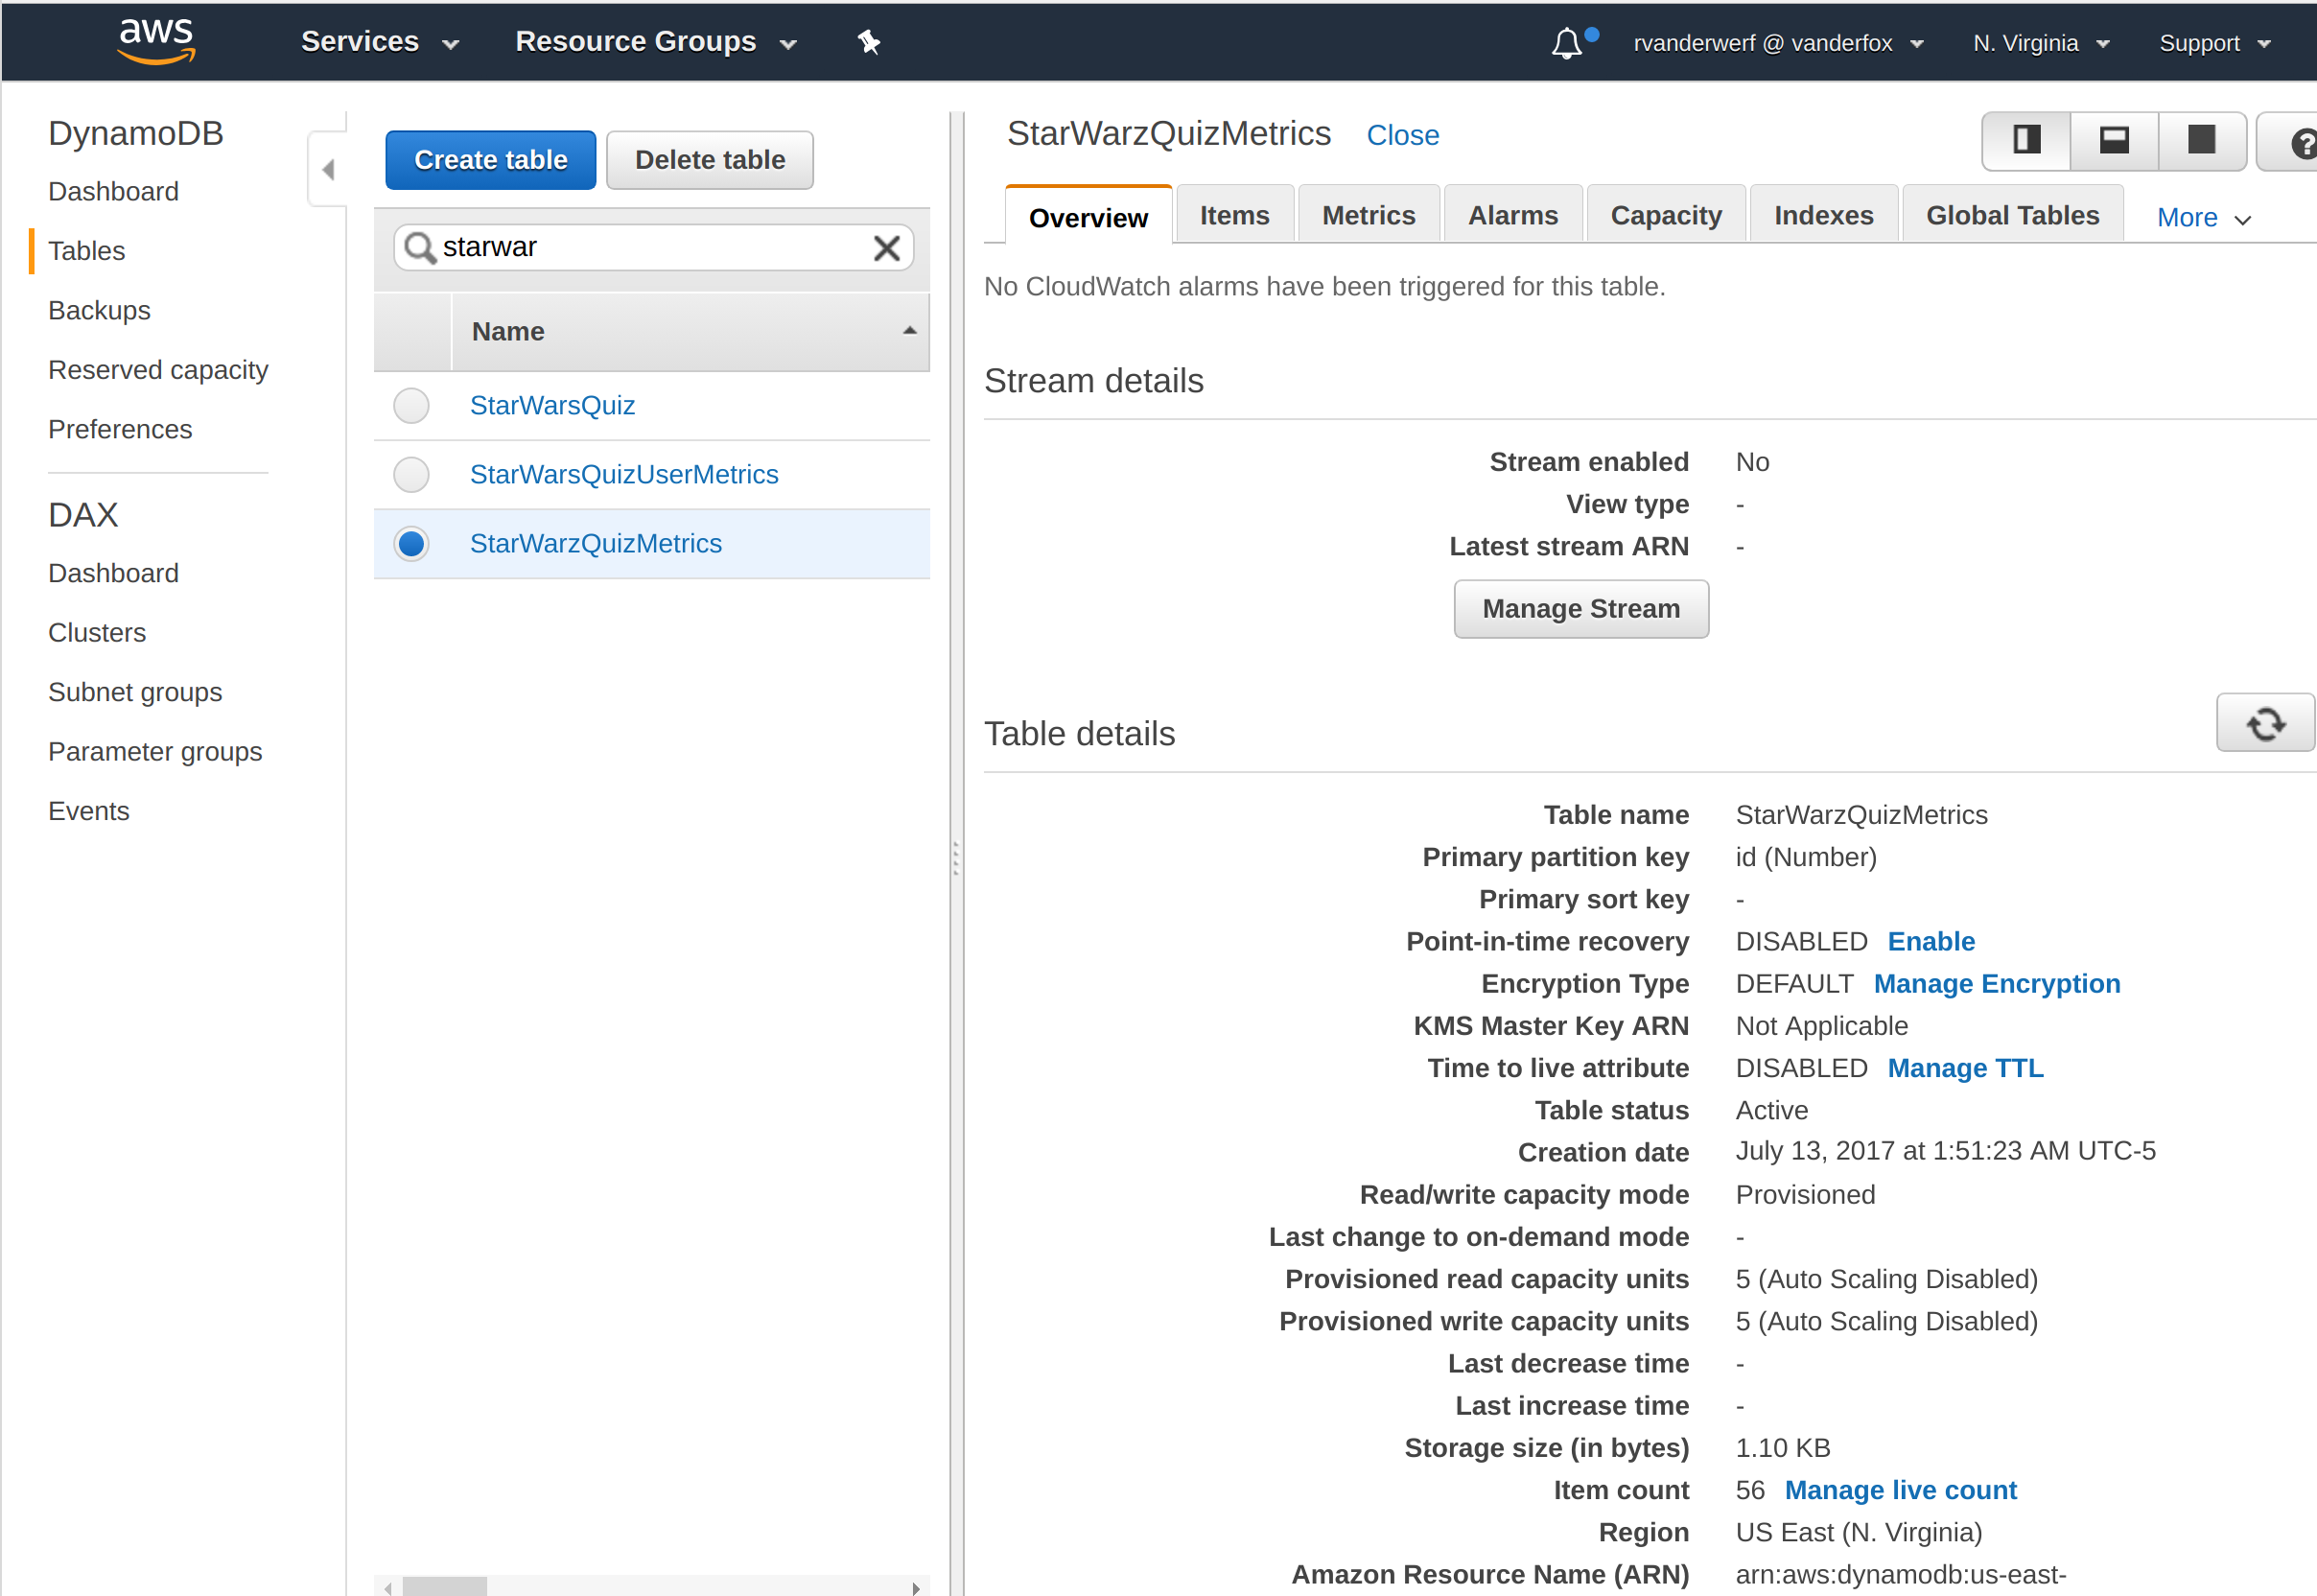 aws Services Resource Groups rvanderwerf @ vanderfox N. Virginia Support
DynamoDB
Dashboard
Tables
Backups
Reserved capacity
Preferences
DAX
Dashboard
Clusters
Subnet groups
Parameter groups
Events
Create table Delete table
starwar
Name
StarWarsQuiz
StarWarsQuizUserMetrics
StarWarzQuizMetrics
StarWarzQuizMetrics Close
Overview Items Metrics Alarms Capacity Indexes Global Tables More
No CloudWatch alarms have been triggered for this table.
Stream details
Stream enabled No
View type -
Latest stream ARN -
Manage Stream
Table details
Table name StarWarzQuizMetrics
Primary partition key id (Number)
Primary sort key -
Point-in-time recovery DISABLED Enable
Encryption Type DEFAULT Manage Encryption
KMS Master Key ARN Not Applicable
Time to live attribute DISABLED Manage TTL
Table status Active
Creation date July 13, 2017 at 1:51:23 AM UTC-5
Read/write capacity mode Provisioned
Last change to on-demand mode -
Provisioned read capacity units 5 (Auto Scaling Disabled)
Provisioned write capacity units 5 (Auto Scaling Disabled)
Last decrease time -
Last increase time -
Storage size (in bytes) 1.10 KB
Item count 56 Manage live count
Region US East (N. Virginia)
Amazon Resource Name (ARN) arn:aws:dynamodb:us-east-